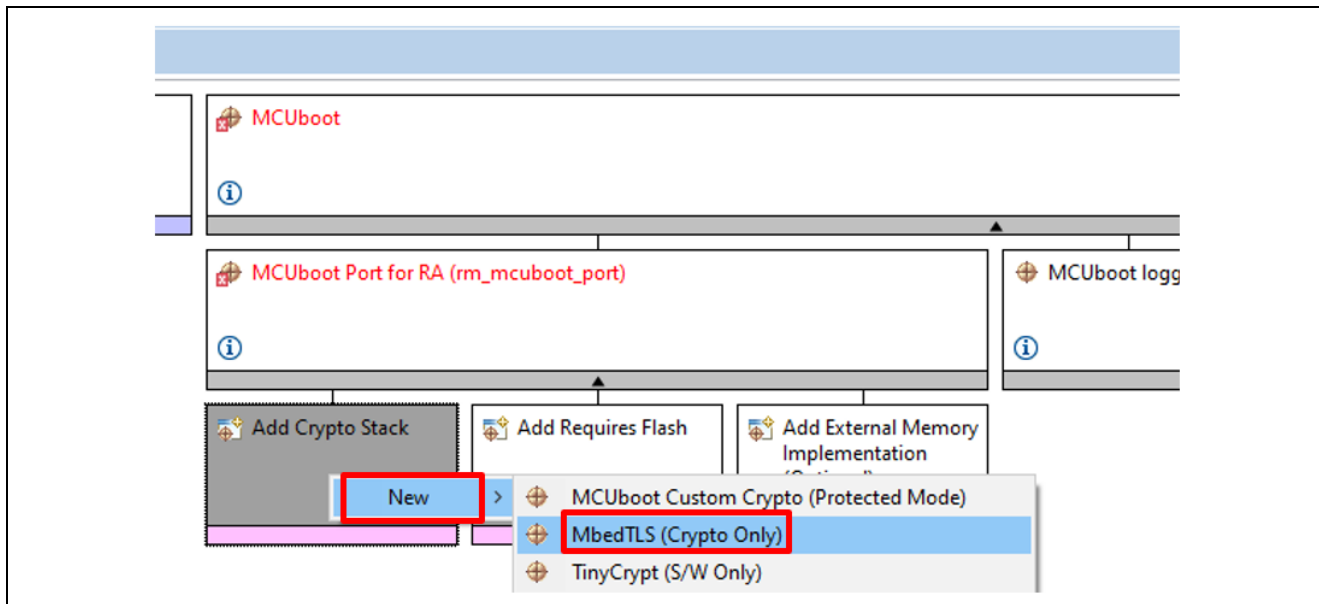 MCUboot
MCUboot Port for RA (rm_mcuboot_port)
MCUboot logg
Add Crypto Stack
Add Requires Flash
Add External Memory
Implementation
New
MCUboot Custom Crypto (Protected Mode)
MbedTLS (Crypto Only)
TinyCrypt (S/W Only)